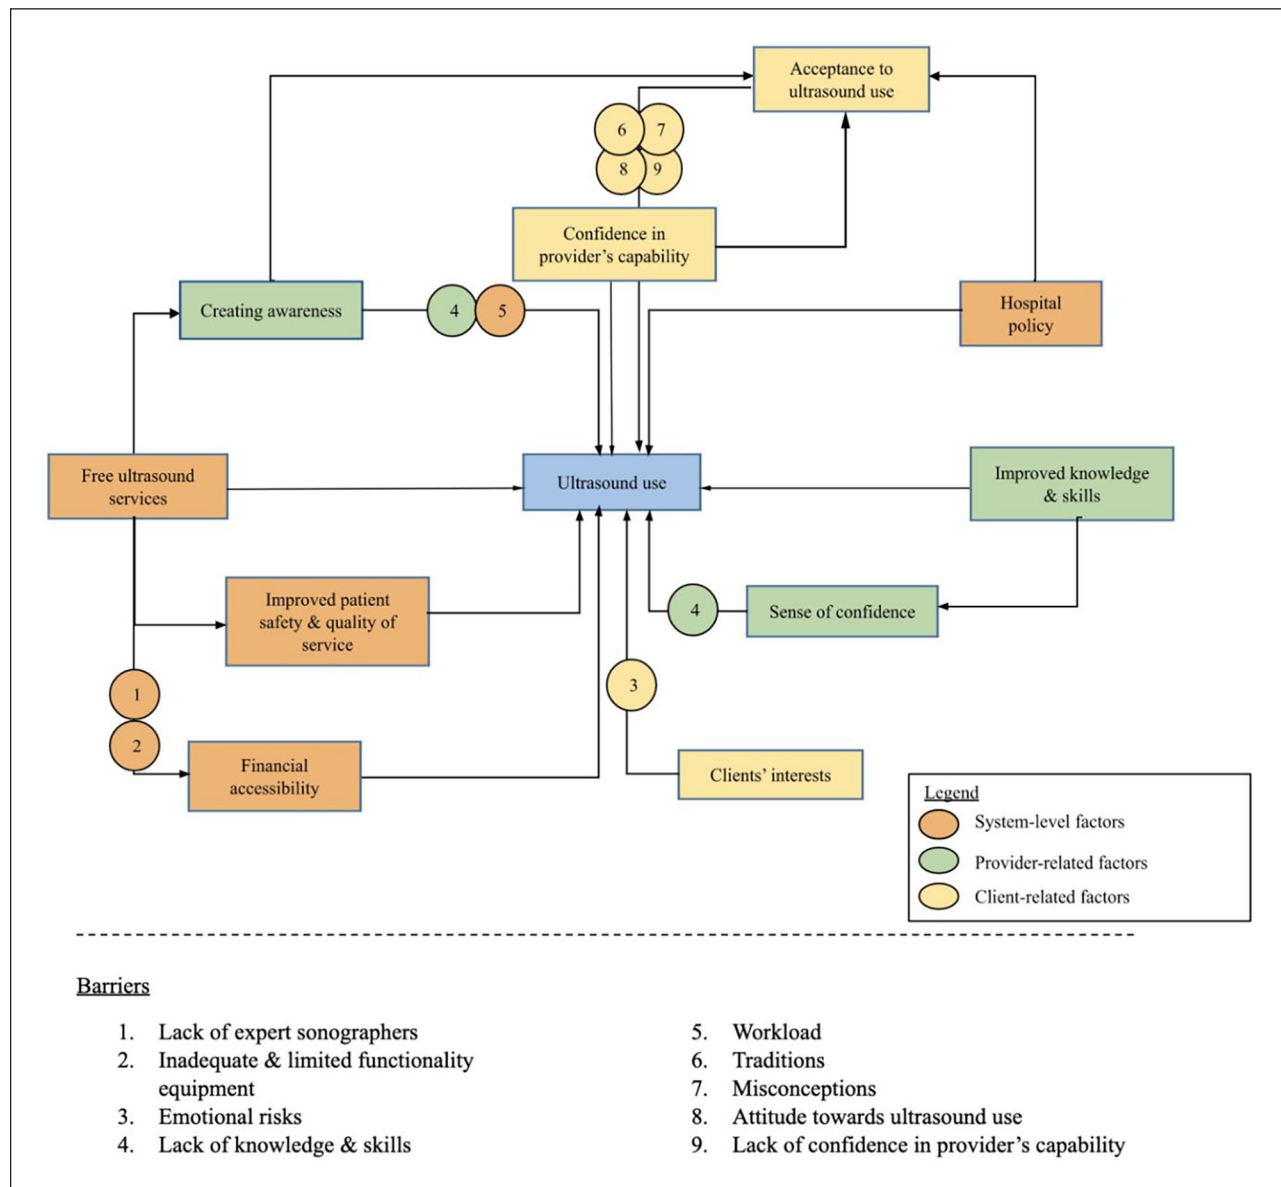 Acceptance to
ultrasound use
6
7
8
9
Confidence in
provider's capability
Creating awareness
4
5
Hospital
policy
Free ultrasound
services
Ultrasound use
Improved knowledge
& skills
Improved patient
safety & quality of
service
4
Sense of confidence
3
1
2
Financial
accessibility
Clients' interests
Legend
System-level factors
Provider-related factors
Client-related factors
Barriers
1. Lack of expert sonographers
2. Inadequate & limited functionality
equipment
3. Emotional risks
4. Lack of knowledge & skills
5. Workload
6. Traditions
7. Misconceptions
8. Attitude towards ultrasound use
9. Lack of confidence in provider's capability